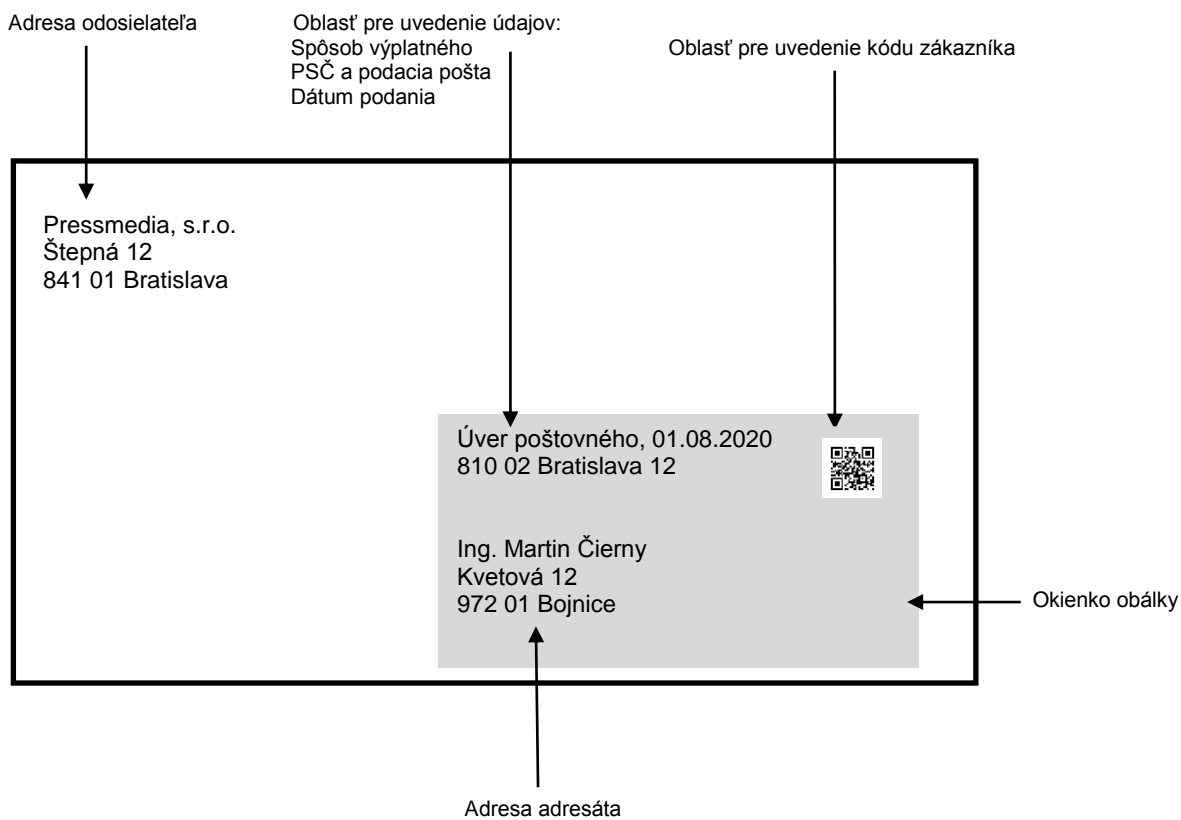 Adresa odosielateľa
Oblasť pre uvedenie údajov:
Spôsob výplatného
PSČ a podacia pošta
Dátum podania
Oblasť pre uvedenie kódu zákazníka
Pressmedia, s.r.o.
Štepná 12
841 01 Bratislava
Úver poštovného, 01.08.2020
810 02 Bratislava 12
Ing. Martin Čierny
Kvetová 12
972 01 Bojnice
Okienko obálky
Adresa adresáta